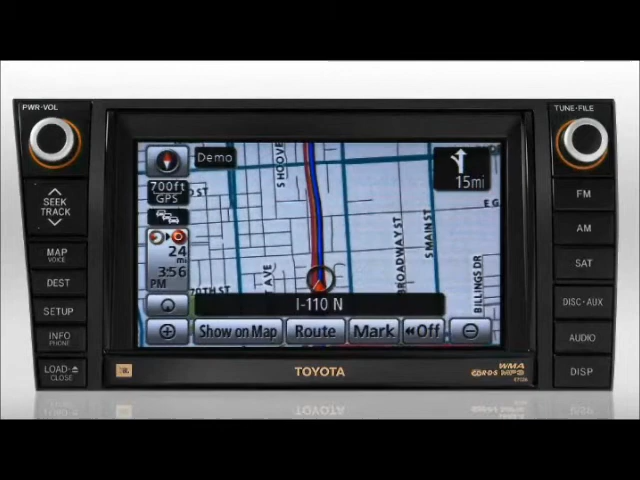 PWR·VOL
TUNE·FILE
SEEK
TRACK
MAP
VOICE
DEST
SETUP
INFO
PHONE
LOAD·
CLOSE
Demo
700ft
GPS
24
mi
3:56
PM
S HOOVE
15mi
E G
BROADWAY ST
S MAIN ST
BILLINGS DR
AVE
70TH ST
I-110 N
Show on Map
Route
Mark
Off
FM
AM
SAT
DISC·AUX
AUDIO
DISP
JBL
TOYOTA
WMA
MP3